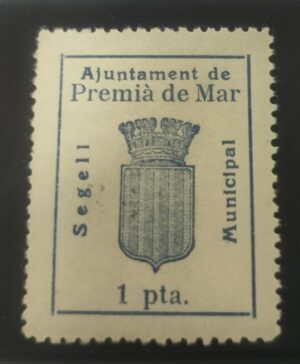 Ajuntament de
Premià de Mar
Segell
Municipal
1 pta.